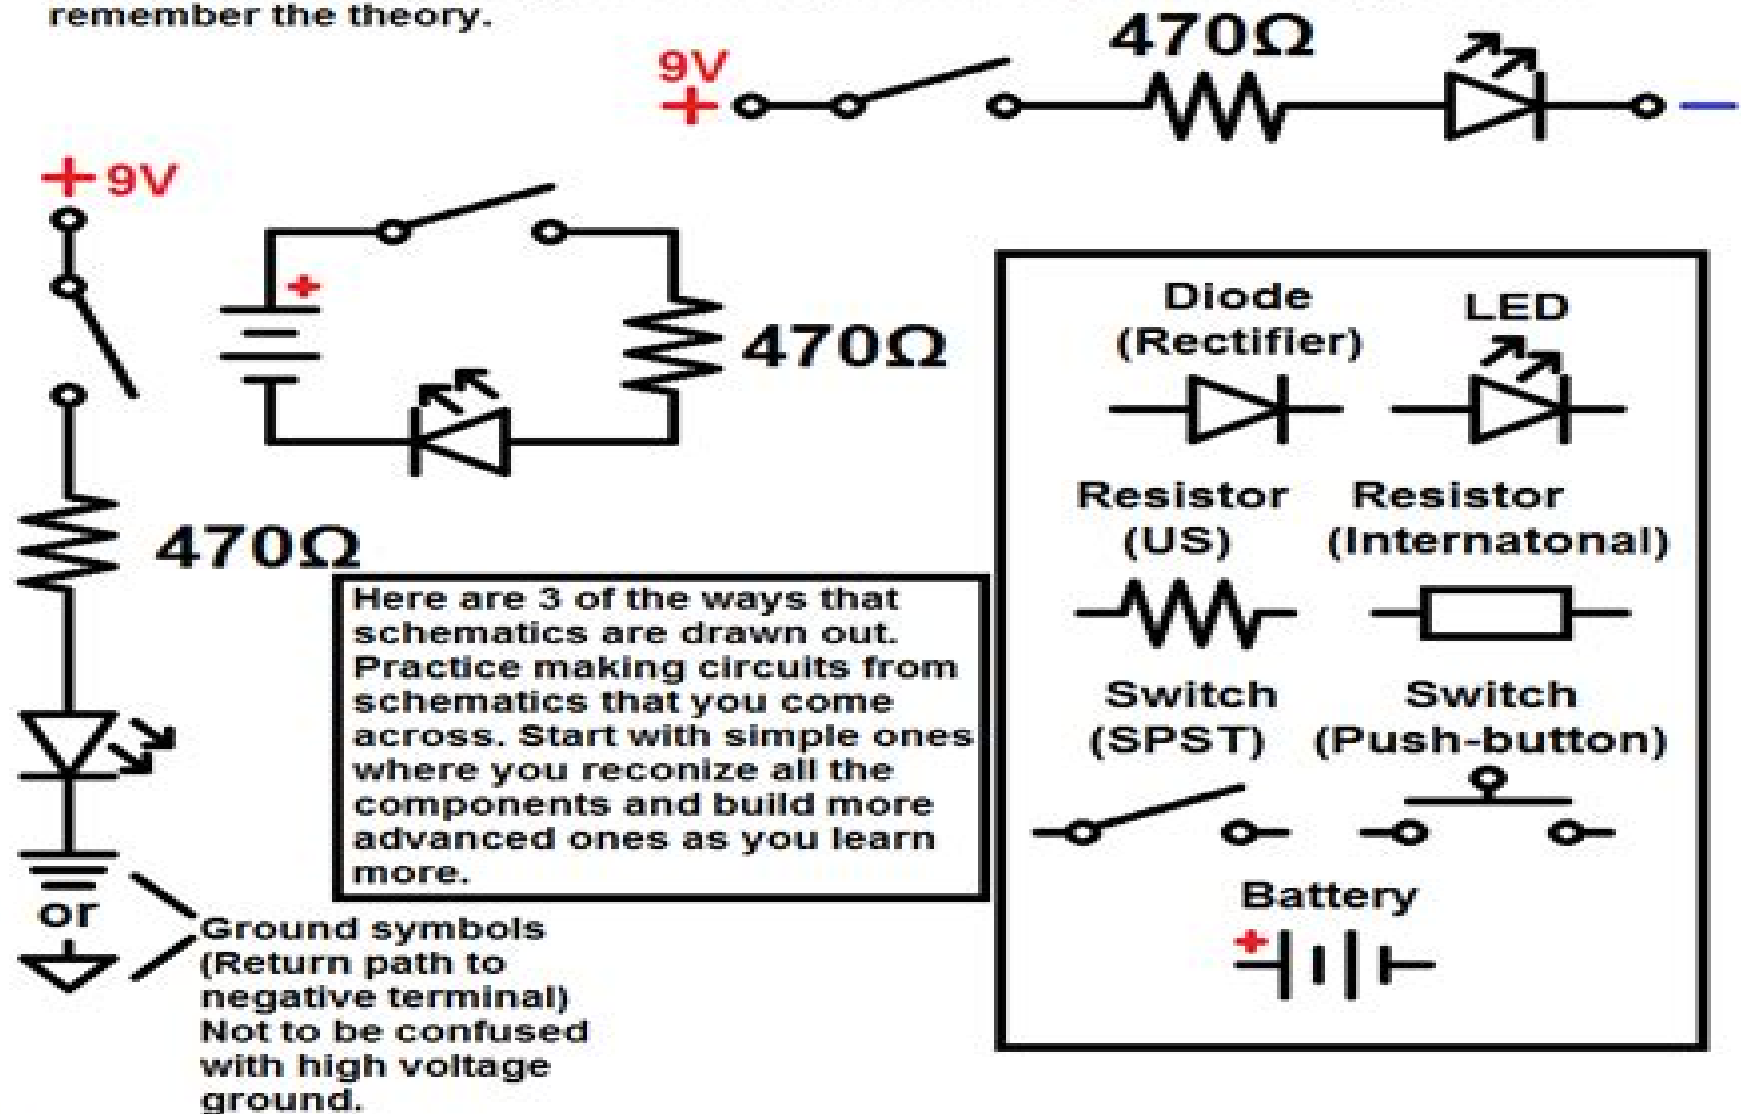 remember the theory.
470Ω
9V
+
−
+ 9V
+
470Ω
470Ω
Here are 3 of the ways that
schematics are drawn out.
Practice making circuits from
schematics that you come
across. Start with simple ones
where you reconize all the
components and build more
advanced ones as you learn
more.
or
Ground symbols
(Return path to
negative terminal)
Not to be confused
with high voltage
ground.
Diode
(Rectifier)
LED
Resistor
(US)
Resistor
(Internatonal)
Switch
(SPST)
Switch
(Push-button)
Battery
+